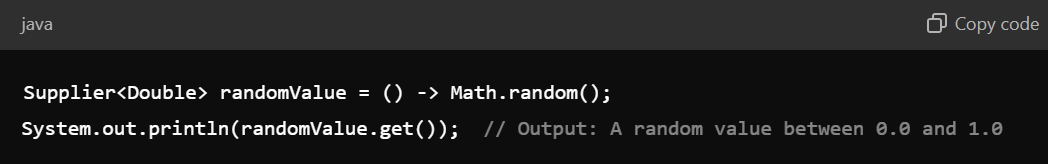 java
Copy code
Supplier<Double> randomValue = () -> Math.random();
System.out.println(randomValue.get());  // Output: A random value between 0.0 and 1.0